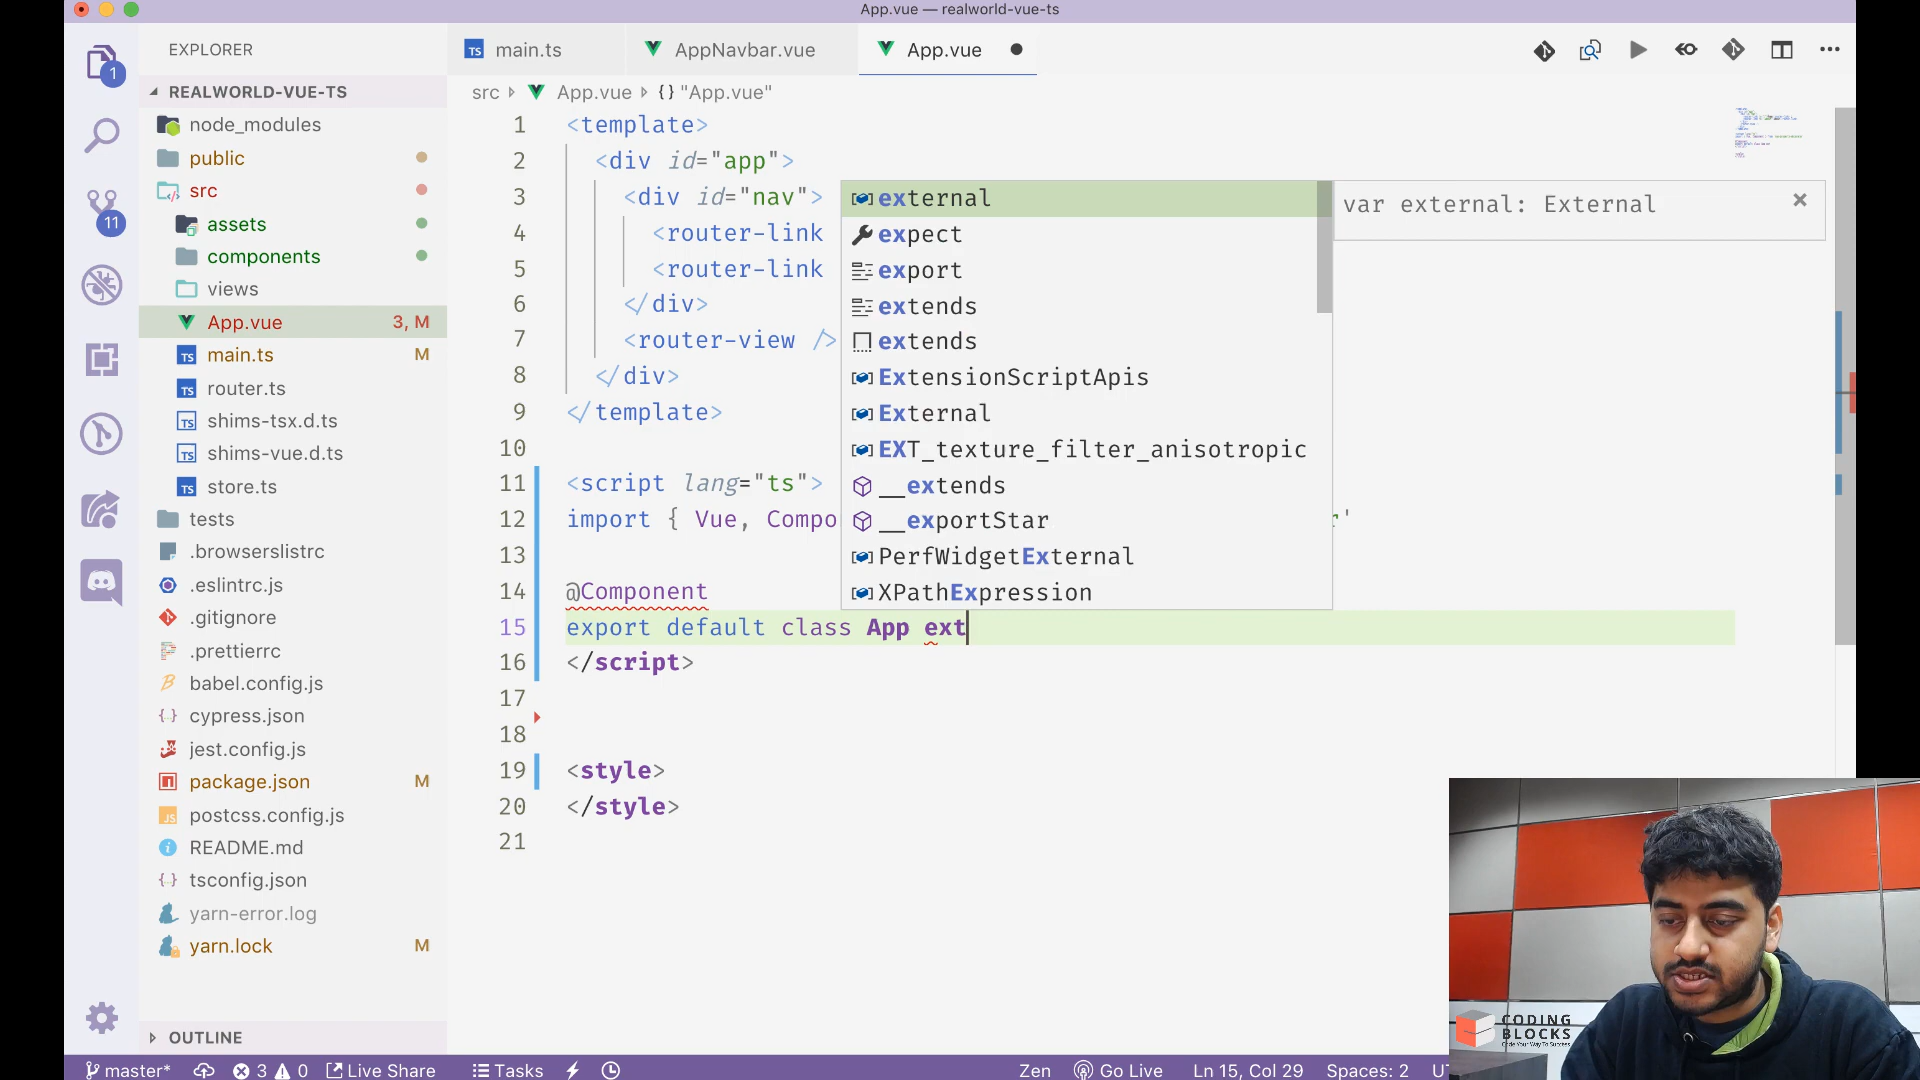 App.vue — realworld-vue-ts
EXPLORER
main.ts
AppNavbar.vue
App.vue
1
REALWORLD-VUE-TS
src
App.vue
{} "App.vue"
node_modules
public
src
assets
components
views
App.vue 3, M
main.ts M
router.ts
shims-tsx.d.ts
shims-vue.d.ts
store.ts
tests
.browserslistrc
.eslintrc.js
.gitignore
.prettierrc
babel.config.js
cypress.json
jest.config.js
package.json M
postcss.config.js
README.md
tsconfig.json
yarn-error.log
yarn.lock M
OUTLINE
11
1 <template>
2 <div id="app">
3 <div id="nav">
4 <router-link
5 <router-link
6 </div>
7 <router-view />
8 </div>
9 </template>
10
11 <script lang="ts">
12 import { Vue, Compo r'
13
14 @Component
15 export default class App ext
16 </script>
17
18
19 <style>
20 </style>
21
external
expect
export
extends
extends
ExtensionScriptApis
External
EXT_texture_filter_anisotropic
__extends
__exportStar
PerfWidgetExternal
XPathExpression
var external: External
CODING
BLOCKS
Code Your Way To Success
master* 3 0 Live Share Tasks Zen Go Live Ln 15, Col 29 Spaces: 2 UT